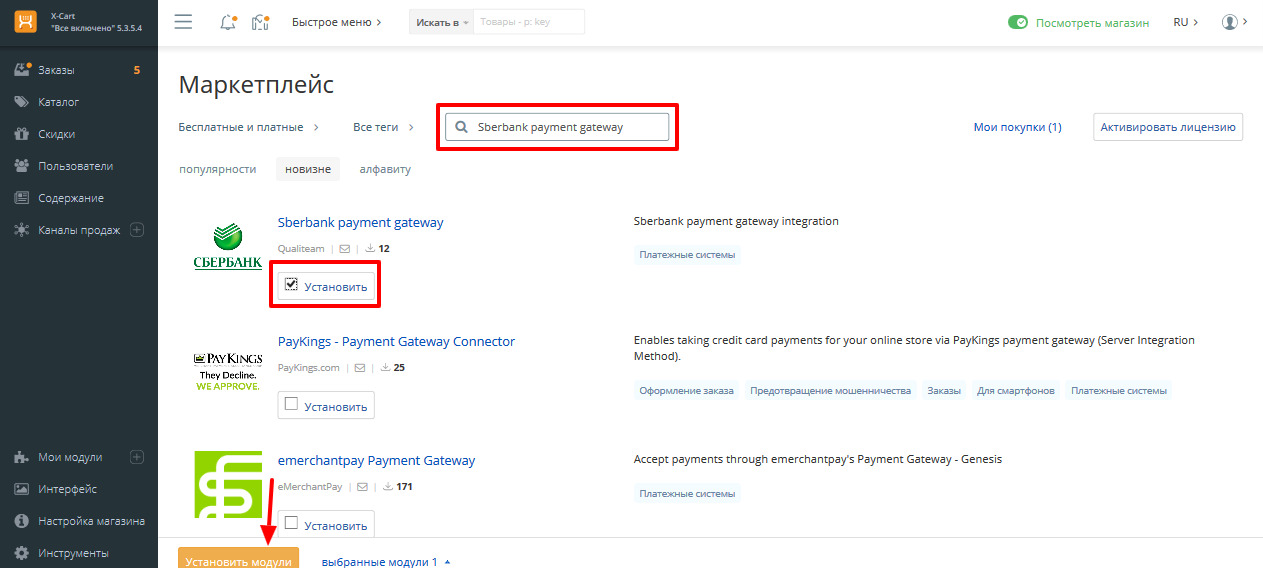 X-Cart
"Все включено" 5.3.5.4
Быстрое меню
Искать в
Товары - р: key
Посмотреть магазин
RU
Заказы 5
Каталог
Скидки
Пользователи
Содержание
Каналы продаж
Мои модули
Интерфейс
Настройка магазина
Инструменты
Маркетплейс
Бесплатные и платные
Все теги
Sberbank payment gateway
Мои покупки (1)
Активировать лицензию
популярности
новизне
алфавиту
СБЕРБАНК
Sberbank payment gateway
Qualiteam | | 12
Установить
Sberbank payment gateway integration
Платежные системы
PAYKINGS
They Decline.
WE APPROVE.
PayKings - Payment Gateway Connector
PayKings.com | | 25
Установить
Enables taking credit card payments for your online store via PayKings payment gateway (Server Integration
Method).
Оформление заказа Предотвращение мошенничества Заказы Для смартфонов Платежные системы
emerchantpay Payment Gateway
eMerchantPay | | 171
Установить
Accept payments through emerchantpay's Payment Gateway - Genesis
Платежные системы
Установить модули
выбранные модули 1